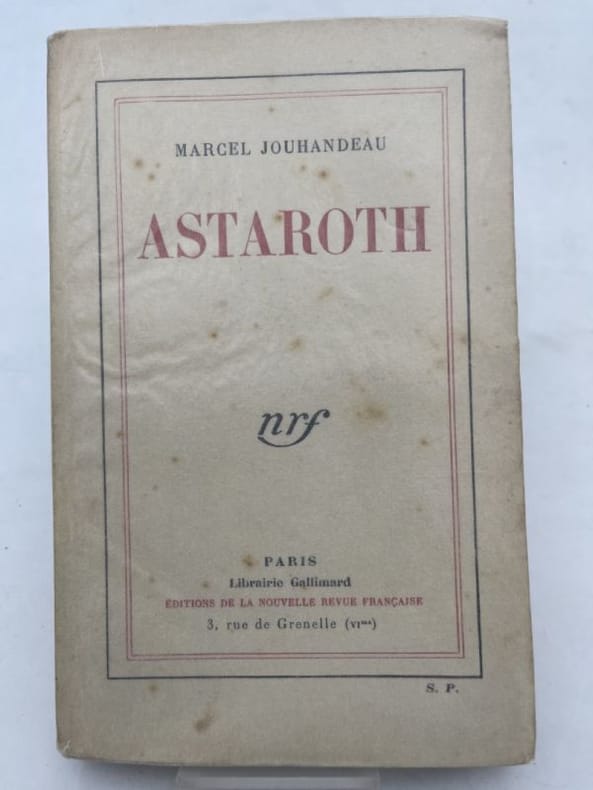 MARCEL JOUHANDEAU
ASTAROTH
nrf
PARIS
Librairie Gallimard
ÉDITIONS DE LA NOUVELLE REVUE FRANÇAISE
3, rue de Grenelle (VIme)
S. P.